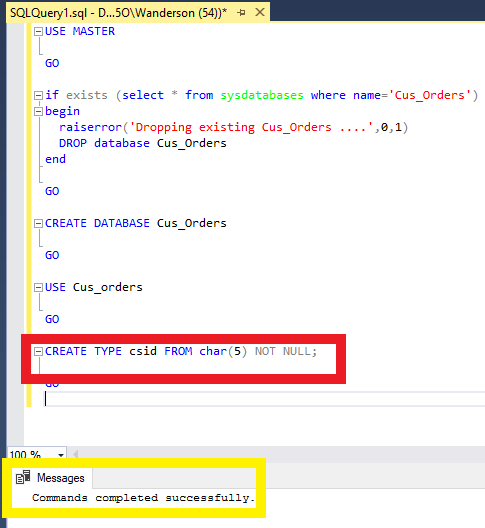 SQLQuery1.sql - D...5O\Wanderson (54))*
USE MASTER
GO
if exists (select * from sysdatabases where name='Cus_Orders')
begin
raiserror('Dropping existing Cus_Orders ....',0,1)
DROP database Cus_Orders
end
GO
CREATE DATABASE Cus_Orders
GO
USE Cus_orders
GO
CREATE TYPE csid FROM char(5) NOT NULL;
GO
100 %
Messages
Commands completed successfully.